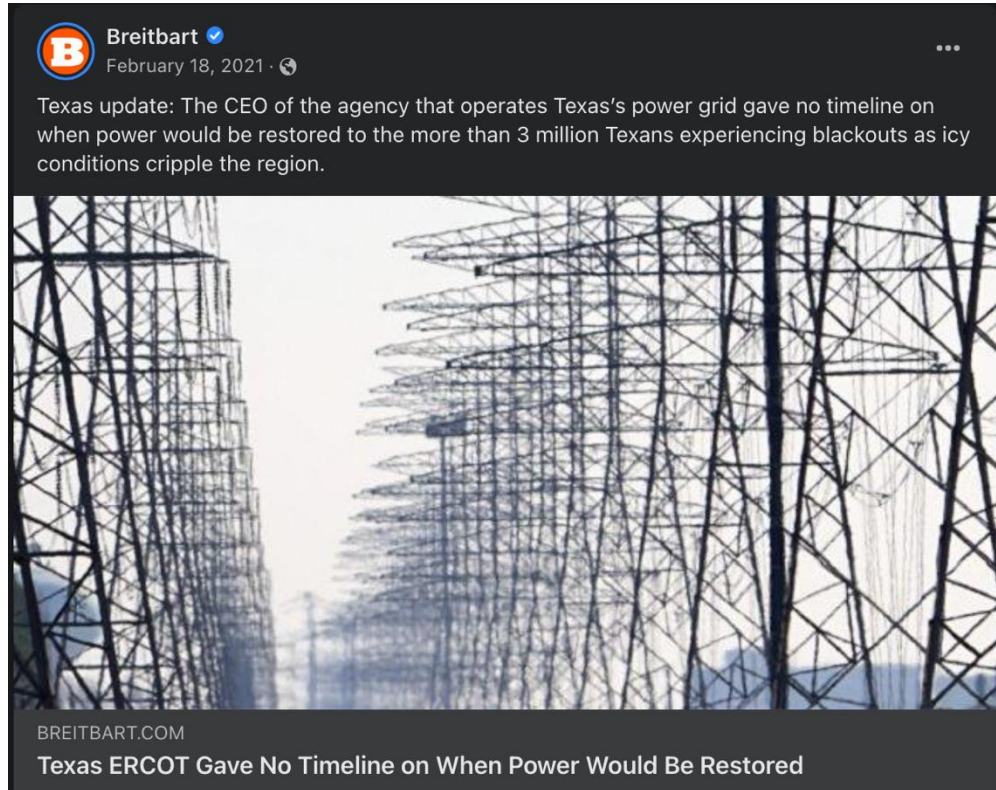 Breitbart
February 18, 2021 ·
Texas update: The CEO of the agency that operates Texas's power grid gave no timeline on
when power would be restored to the more than 3 million Texans experiencing blackouts as icy
conditions cripple the region.
BREITBART.COM
Texas ERCOT Gave No Timeline on When Power Would Be Restored